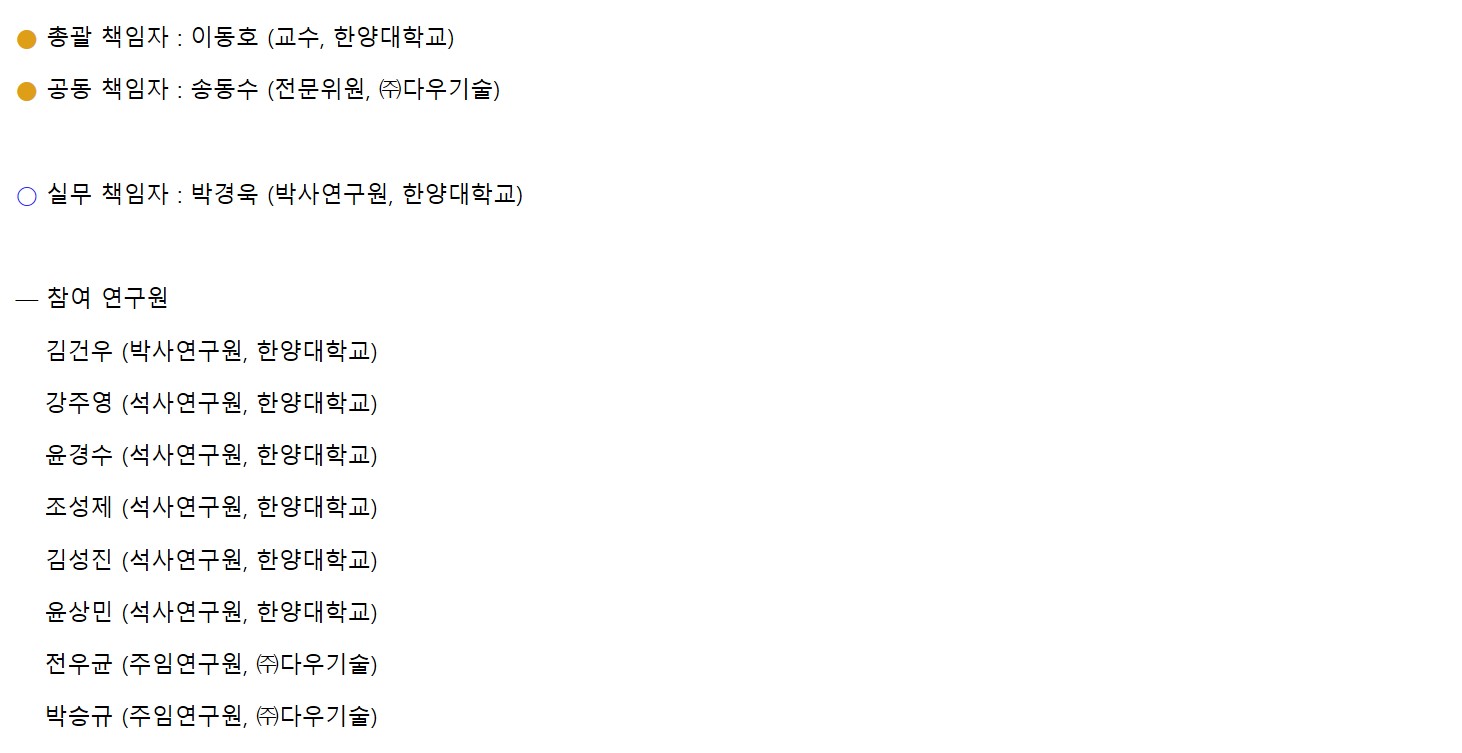 ● 총괄 책임자 : 이동호 (교수, 한양대학교)
● 공동 책임자 : 송동수 (전문위원, ㈜다우기술)
○ 실무 책임자 : 박경욱 (박사연구원, 한양대학교)
― 참여 연구원
김건우 (박사연구원, 한양대학교)
강주영 (석사연구원, 한양대학교)
윤경수 (석사연구원, 한양대학교)
조성제 (석사연구원, 한양대학교)
김성진 (석사연구원, 한양대학교)
윤상민 (석사연구원, 한양대학교)
전우균 (주임연구원, ㈜다우기술)
박승규 (주임연구원, ㈜다우기술)